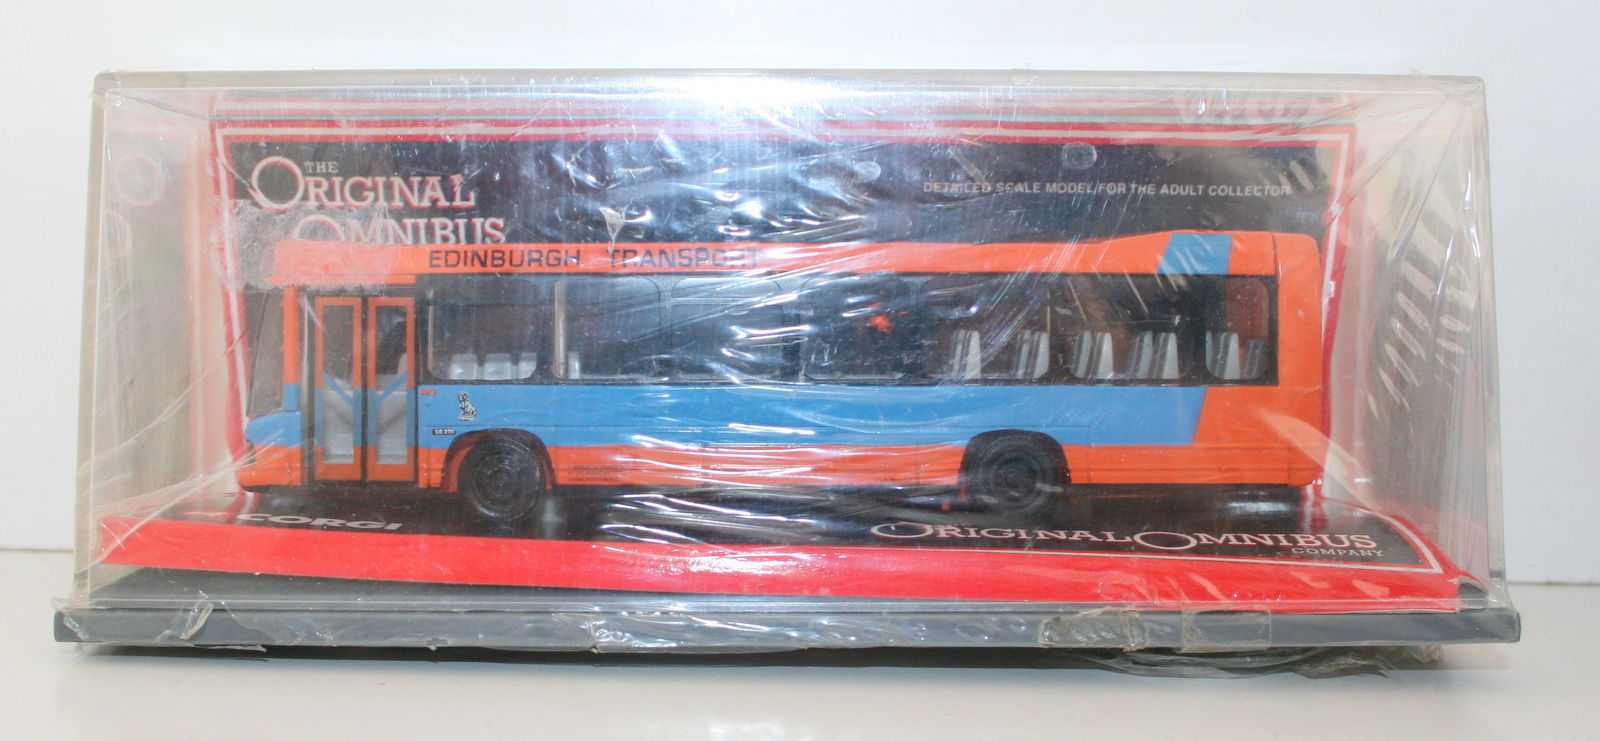 THE
ORIGINAL
OMNIBUS
DETAILED SCALE MODEL FOR THE ADULT COLLECTOR
EDINBURGH TRANSPORT
CORGI
ORIGINAL OMNIBUS
COMPANY